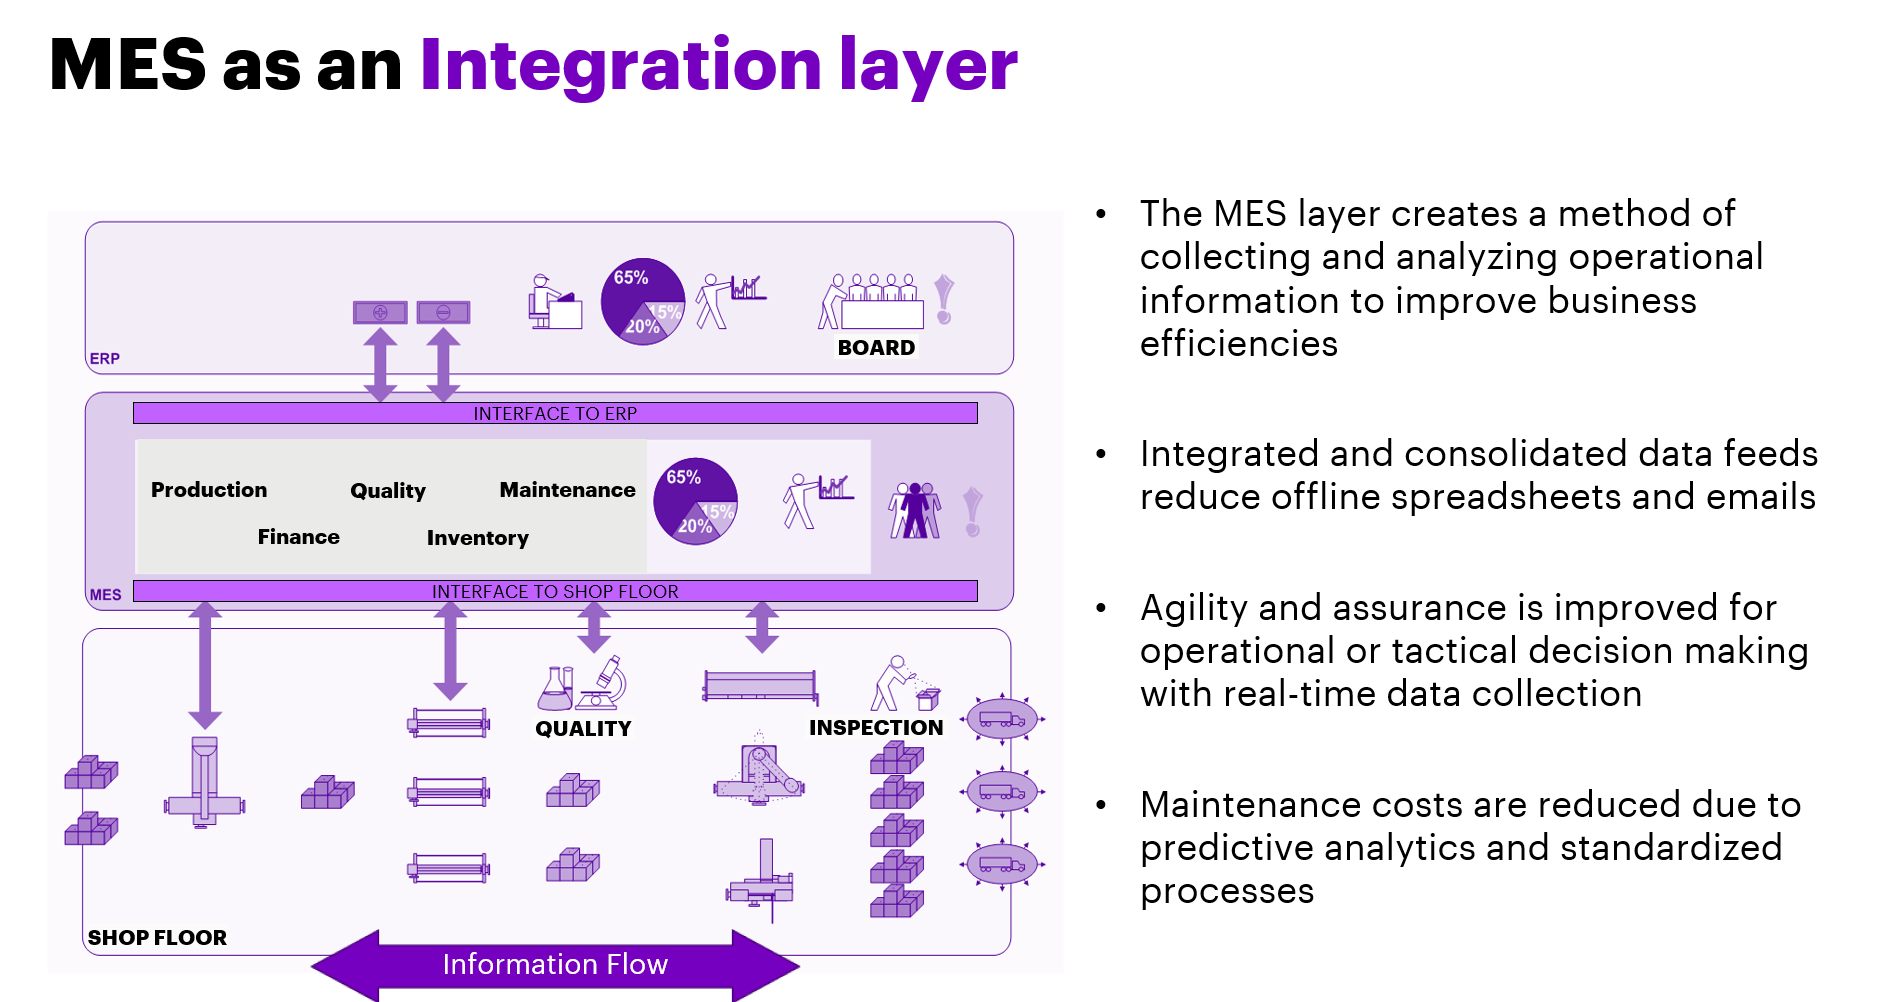 MES as an Integration layer
65%
15%
20%
BOARD
ERP
INTERFACE TO ERP
Production
Quality
Maintenance
Finance
Inventory
65%
15%
20%
MES
INTERFACE TO SHOP FLOOR
QUALITY
INSPECTION
SHOP FLOOR
Information Flow
• The MES layer creates a method of
collecting and analyzing operational
information to improve business
efficiencies
• Integrated and consolidated data feeds
reduce offline spreadsheets and emails
• Agility and assurance is improved for
operational or tactical decision making
with real-time data collection
• Maintenance costs are reduced due to
predictive analytics and standardized
processes